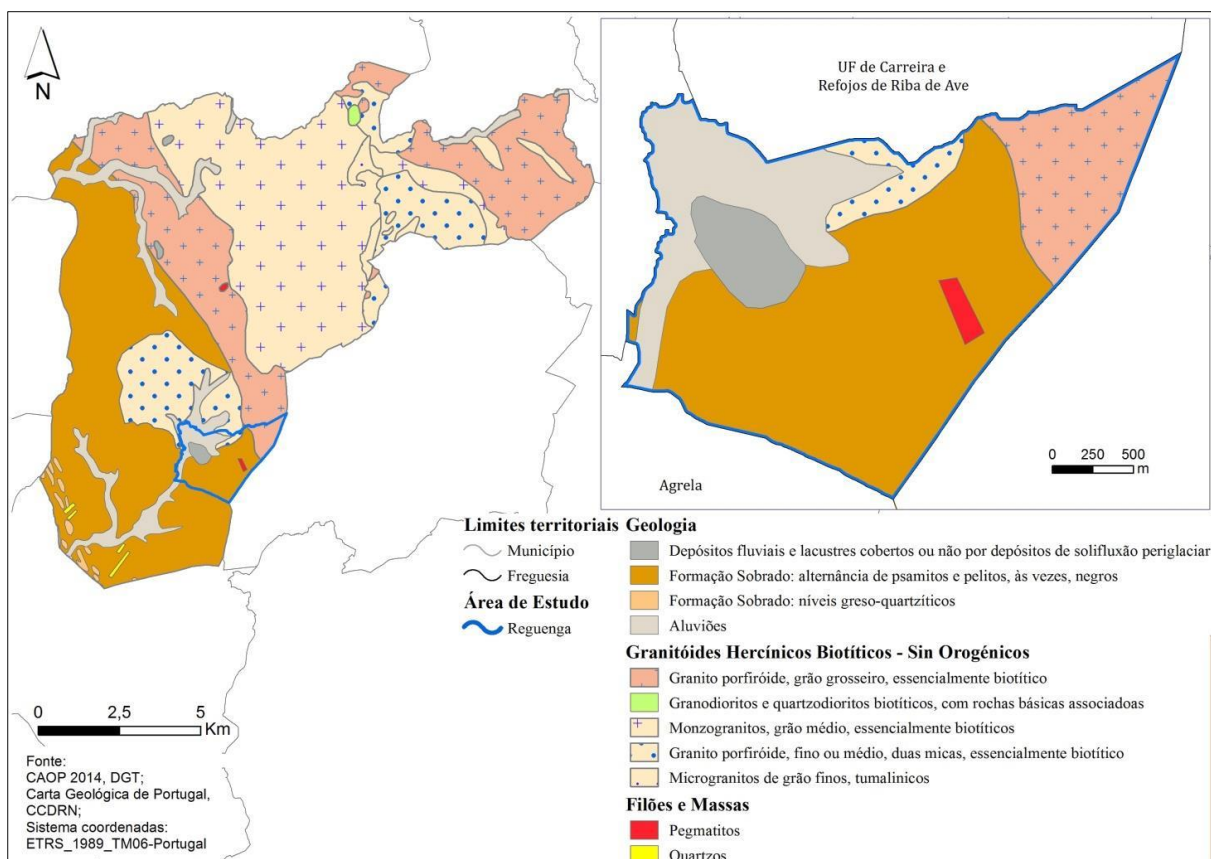 N
UF de Carreira e
Refojos de Riba de Ave
0 250 500
m
Agrela
Limites territoriais
Município
Freguesia
Área de Estudo
Reguenga
Geologia
Depósitos fluviais e lacustres cobertos ou não por depósitos de solifluxão periglaciar
Formação Sobrado: alternância de psamitos e pelitos, às vezes, negros
Formação Sobrado: níveis greso-quartzíticos
Aluviões
Granitóides Hercínicos Biotíticos - Sin Orogénicos
Granito porfiróide, grão grosseiro, essencialmente biotítico
Granodioritos e quartzodioritos biotíticos, com rochas básicas associadoas
Monzogranitos, grão médio, essencialmente biotíticos
Granito porfiróide, fino ou médio, duas micas, essencialmente biotítico
Microgranitos de grão finos, tumalinicos
Filões e Massas
Pegmatitos
Quartzos
0 2,5 5
Km
Fonte:
CAOP 2014, DGT;
Carta Geológica de Portugal,
CCDRN;
Sistema coordenadas:
ETRS_1989_TM06-Portugal